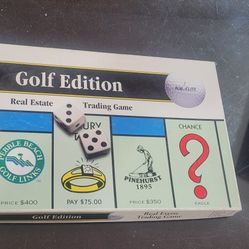 Golf Edition
Real Estate Trading Game
URY
CHANCE
PEBBLE BEACH
GOLF LINKS
PINEHURST
1895
PRICE $400
PAY $75.00
PRICE $350
EAGLE
Golf Edition
Real Estate
Trading Game